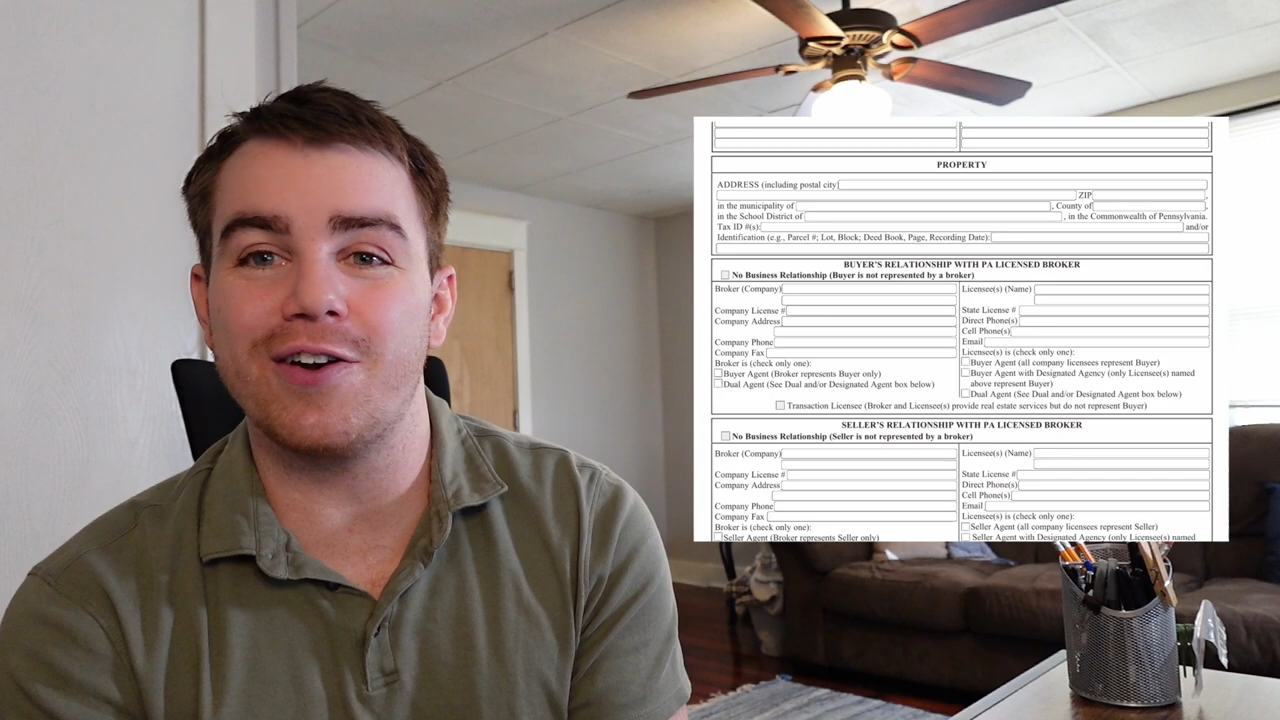 PROPERTY
ADDRESS (including postal city)
ZIP ,
in the municipality of , County of ,
in the School District of , in the Commonwealth of Pennsylvania.
Tax ID #(s): and/or
Identification (e.g., Parcel #; Lot, Block; Deed Book, Page, Recording Date):
BUYER'S RELATIONSHIP WITH PA LICENSED BROKER
No Business Relationship (Buyer is not represented by a broker)
Broker (Company)
Company License #
Company Address
Company Phone
Company Fax
Broker is (check only one):
Buyer Agent (Broker represents Buyer only)
Dual Agent (See Dual and/or Designated Agent box below)
Licensee(s) (Name)
State License #
Direct Phone(s)
Cell Phone(s)
Email
Licensee(s) is (check only one):
Buyer Agent (all company licensees represent Buyer)
Buyer Agent with Designated Agency (only Licensee(s) named
above represent Buyer)
Dual Agent (See Dual and/or Designated Agent box below)
Transaction Licensee (Broker and Licensee(s) provide real estate services but do not represent Buyer)
SELLER'S RELATIONSHIP WITH PA LICENSED BROKER
No Business Relationship (Seller is not represented by a broker)
Broker (Company)
Company License #
Company Address
Company Phone
Company Fax
Broker is (check only one):
Seller Agent (Broker represents Seller only)
Licensee(s) (Name)
State License #
Direct Phone(s)
Cell Phone(s)
Email
Licensee(s) is (check only one):
Seller Agent (all company licensees represent Seller)
Seller Agent with Designated Agency (only Licensee(s) named